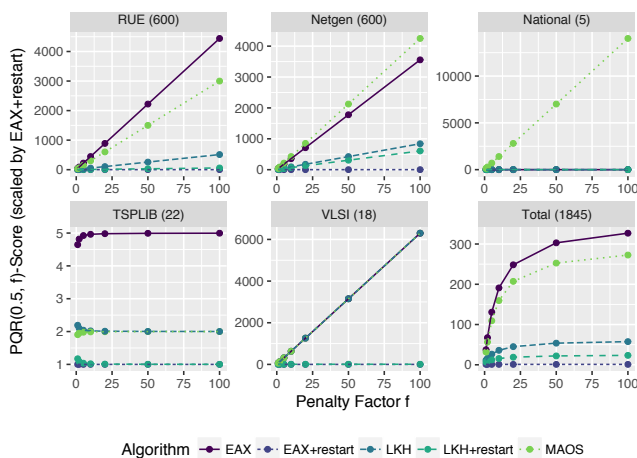 RUE (600) Netgen (600) National (5)
4000
3000
2000
1000
0
0 25 50 75 100
4000
3000
2000
1000
0
0 25 50 75 100
10000
5000
0
0 25 50 75 100
TSPLIB (22) VLSI (18) Total (1845)
5
4
3
2
1
0 25 50 75 100
6000
4000
2000
0
0 25 50 75 100
300
200
100
0
0 25 50 75 100
PQR(0.5, f)-Score (scaled by EAX+restart)
Penalty Factor f
Algorithm EAX EAX+restart LKH LKH+restart MAOS